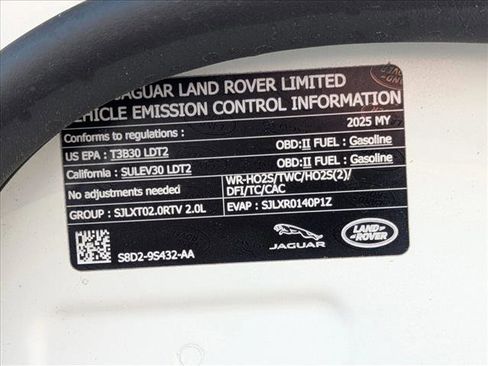 JAGUAR LAND ROVER LIMITED
VEHICLE EMISSION CONTROL INFORMATION
Conforms to regulations : 2025 MY
US EPA : T3B30 LDT2 OBD:II FUEL : Gasoline
California : SULEV30 LDT2 OBD:II FUEL : Gasoline
No adjustments needed WR-HO2S/TWC/HO2S(2)/
DFI/TC/CAC
GROUP : SJLXT02.0RTV 2.0L EVAP : SJLXR0140P1Z
S8D2-9S432-AA
JAGUAR
LAND-
ROVER